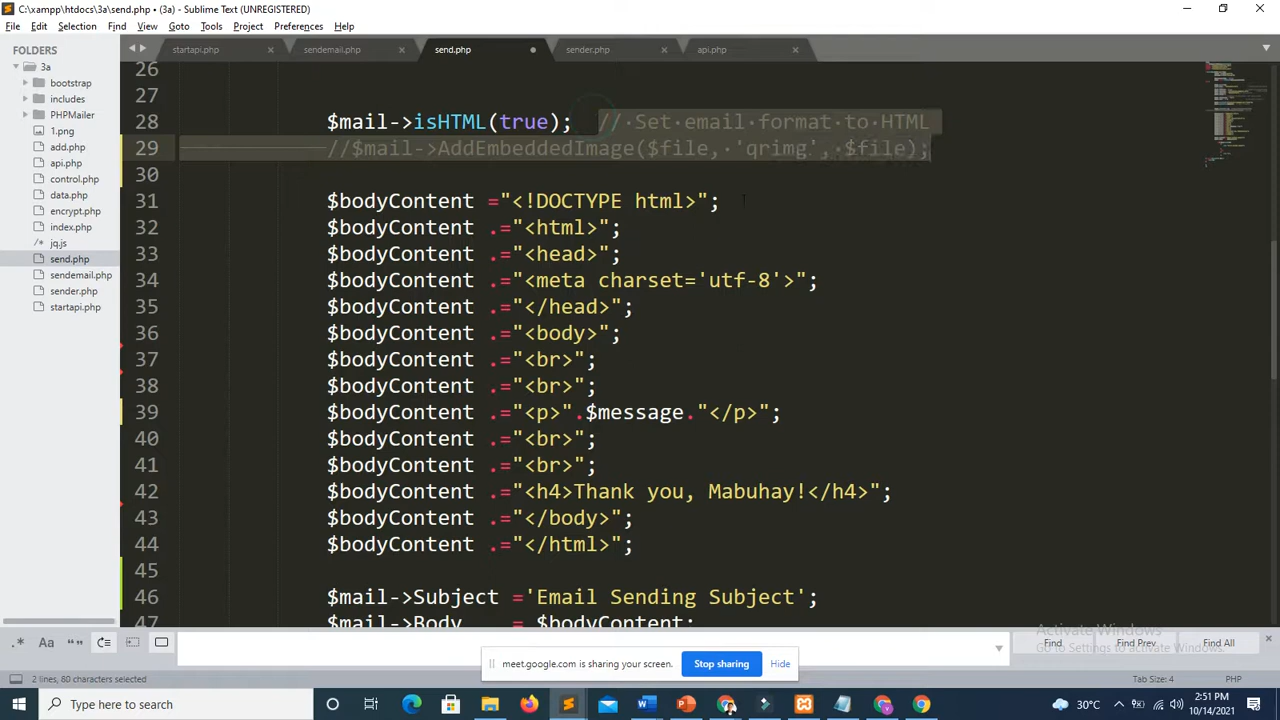 C:\xampp\htdocs\3a\send.php • (3a) - Sublime Text (UNREGISTERED)
File Edit Selection Find View Goto Tools Project Preferences Help
FOLDERS
3a
bootstrap
includes
PHPMailer
1.png
add.php
api.php
control.php
data.php
encrypt.php
index.php
jq.js
send.php
sendemail.php
sender.php
startapi.php
startapi.php sendemail.php send.php sender.php api.php
26
27
28 $mail->isHTML(true); // Set email format to HTML
29 //$mail->AddEmbeddedImage($file, 'qrimg', $file);
30
31 $bodyContent ="<!DOCTYPE html>";
32 $bodyContent .="<html>";
33 $bodyContent .="<head>";
34 $bodyContent .="<meta charset='utf-8'>";
35 $bodyContent .="</head>";
36 $bodyContent .="<body>";
37 $bodyContent .="<br>";
38 $bodyContent .="<br>";
39 $bodyContent .="<p>".$message."</p>";
40 $bodyContent .="<br>";
41 $bodyContent .="<br>";
42 $bodyContent .="<h4>Thank you, Mabuhay!</h4>";
43 $bodyContent .="</body>";
44 $bodyContent .="</html>";
45
46 $mail->Subject ='Email Sending Subject';
47 $mail->Body = $bodyContent;
Activate Windows
Go to Settings to activate Windows.
.* Aa “” Find Find Prev Find All
meet.google.com is sharing your screen. Stop sharing Hide
2 lines, 80 characters selected Tab Size: 4 PHP
Type here to search
30°C
2:51 PM
10/14/2021